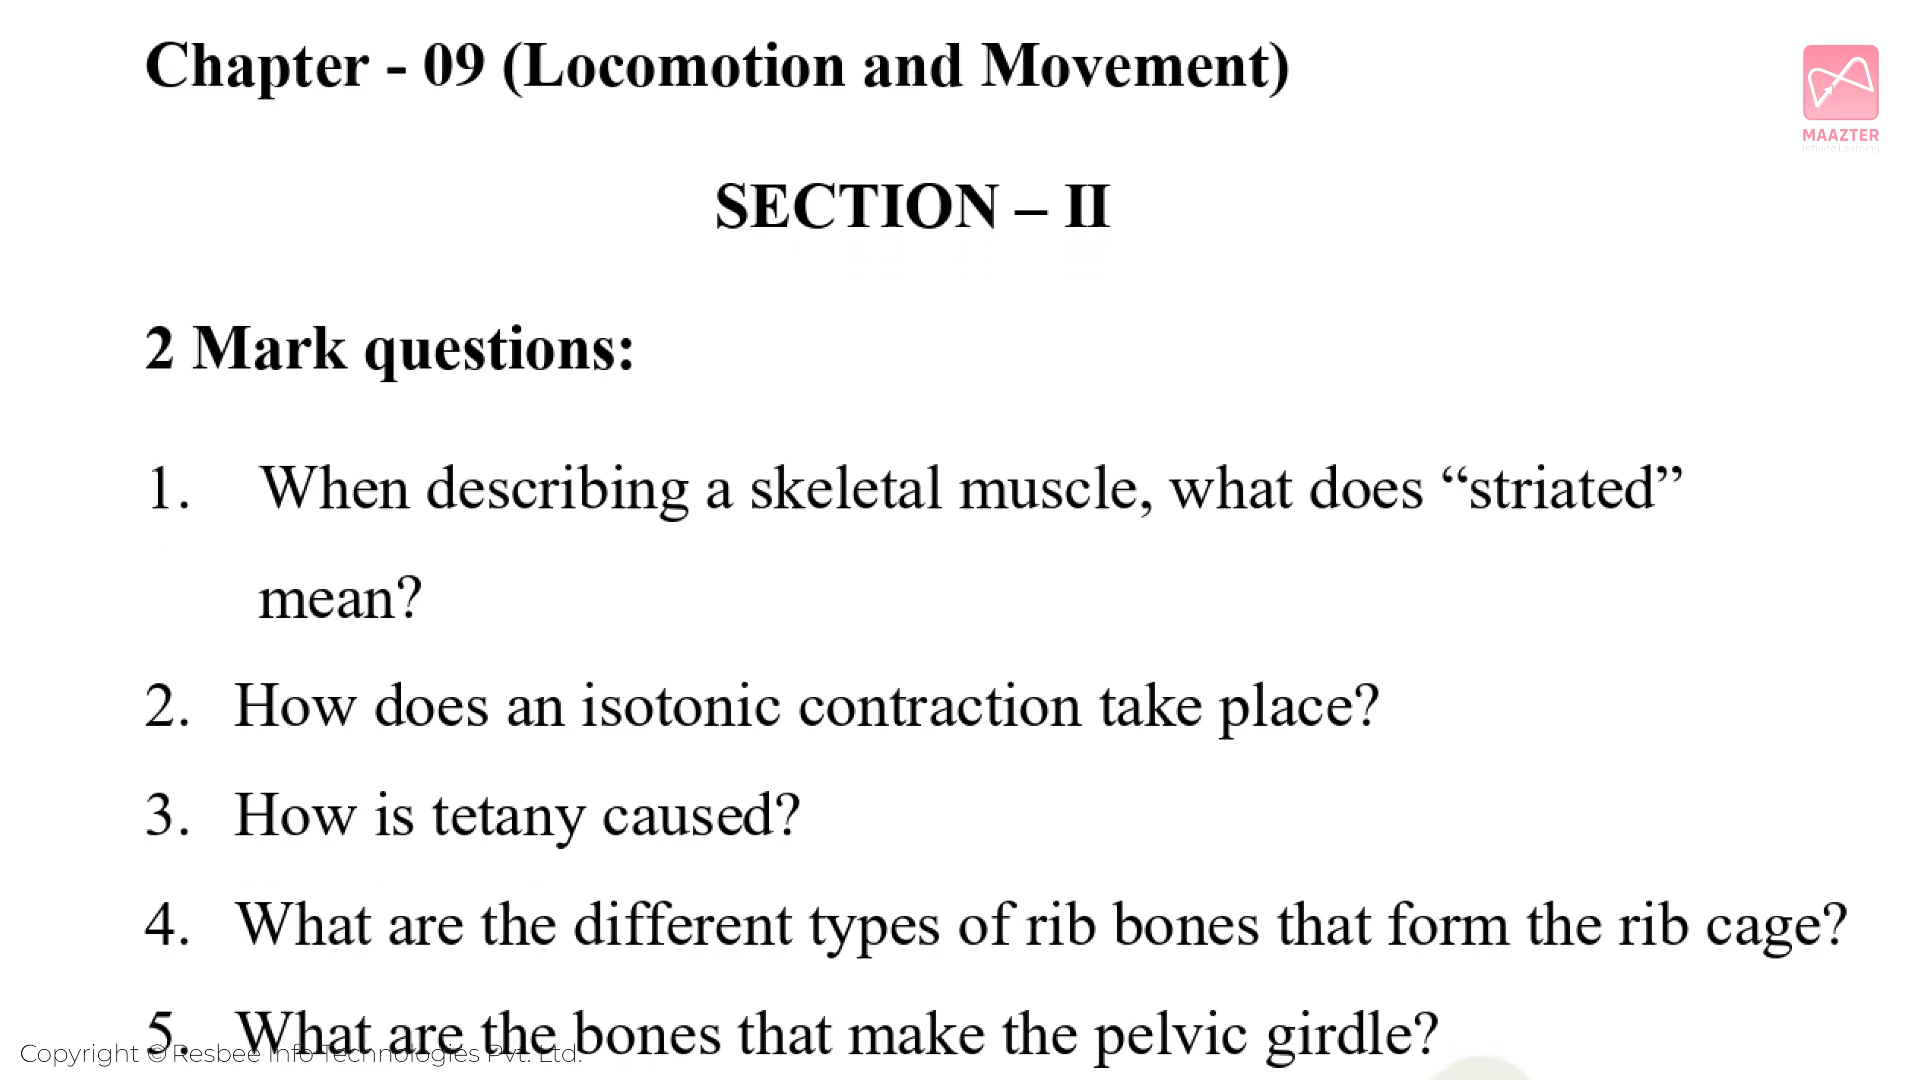 Chapter - 09 (Locomotion and Movement)
MAAZTER
Infinite Learning
SECTION – II
2 Mark questions:
1. When describing a skeletal muscle, what does “striated”
mean?
2. How does an isotonic contraction take place?
3. How is tetany caused?
4. What are the different types of rib bones that form the rib cage?
5. What are the bones that make the pelvic girdle?
Copyright © Resbee Info Technologies Pvt. Ltd.